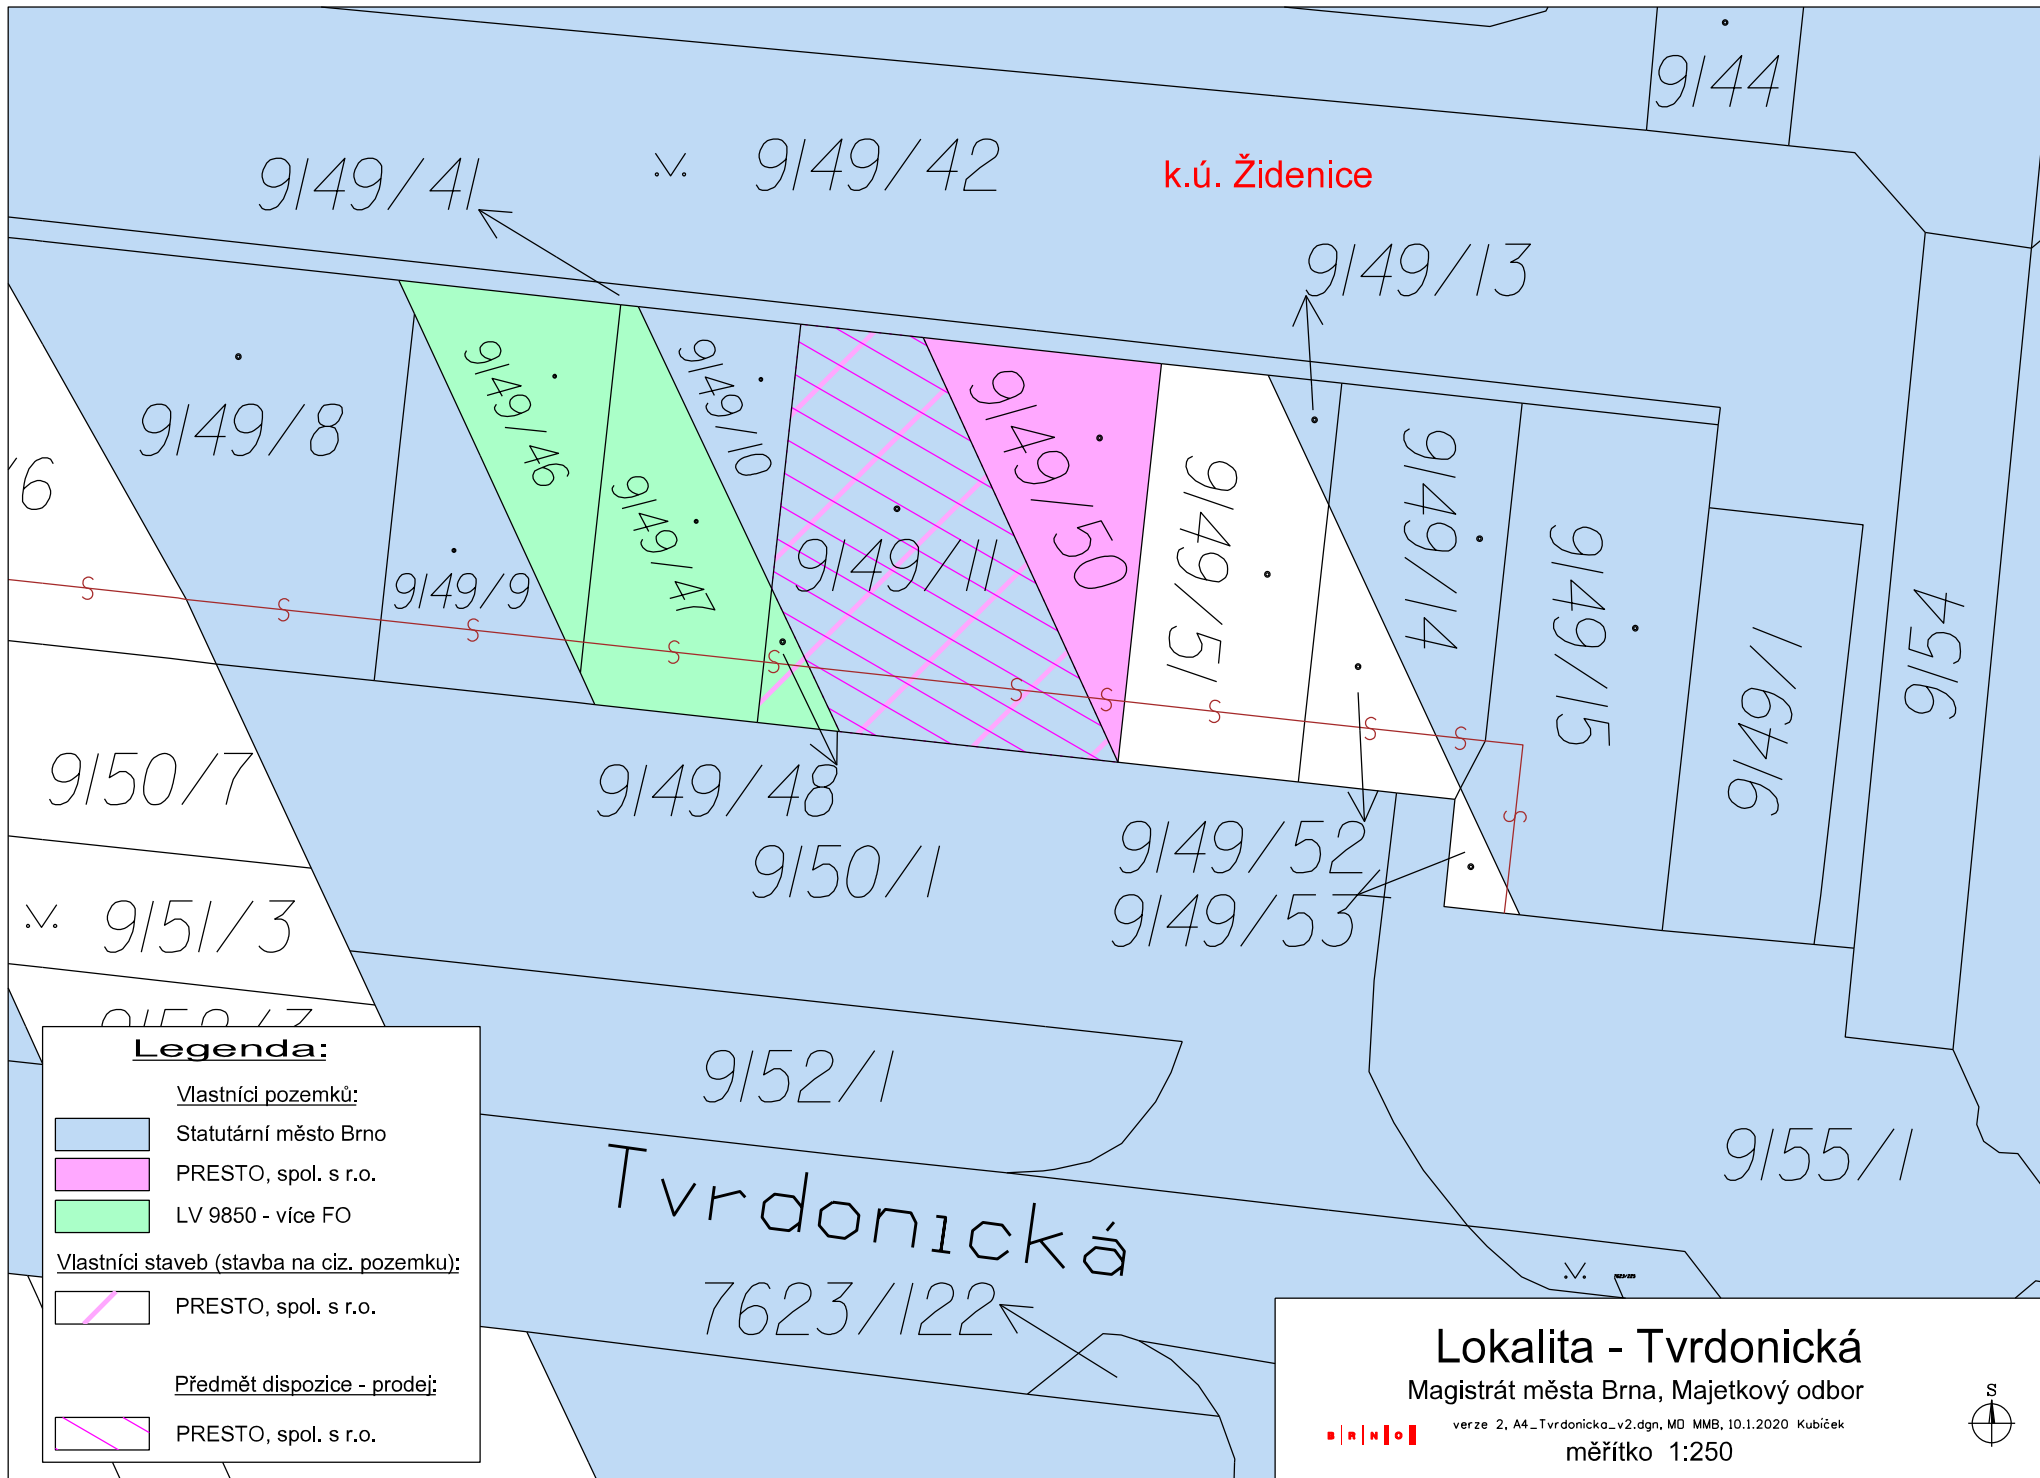 9144
9149/41
9149/42
k.ú. Židenice
9149/13
9149/8
9149/46
9149/10
9149/50
9149/51
9149/14
9149/15
/6
9149/9
9149/47
9149/11
9149/1
9154
S S S S S S S S S S S
9150/7
9149/48
9150/1
9149/52
9149/53
9151/3
9152/1
9155/1
Tvrdonická
7623/122
Legenda:
Vlastníci pozemků:
Statutární město Brno
PRESTO, spol. s r.o.
LV 9850 - více FO
Vlastníci staveb (stavba na ciz. pozemku):
PRESTO, spol. s r.o.
Předmět dispozice - prodej:
PRESTO, spol. s r.o.
Lokalita - Tvrdonická
Magistrát města Brna, Majetkový odbor
verze 2, A4_Tvrdonicka_v2.dgn, MO MMB, 10.1.2020 Kubíček
BRNO
měřítko 1:250
S